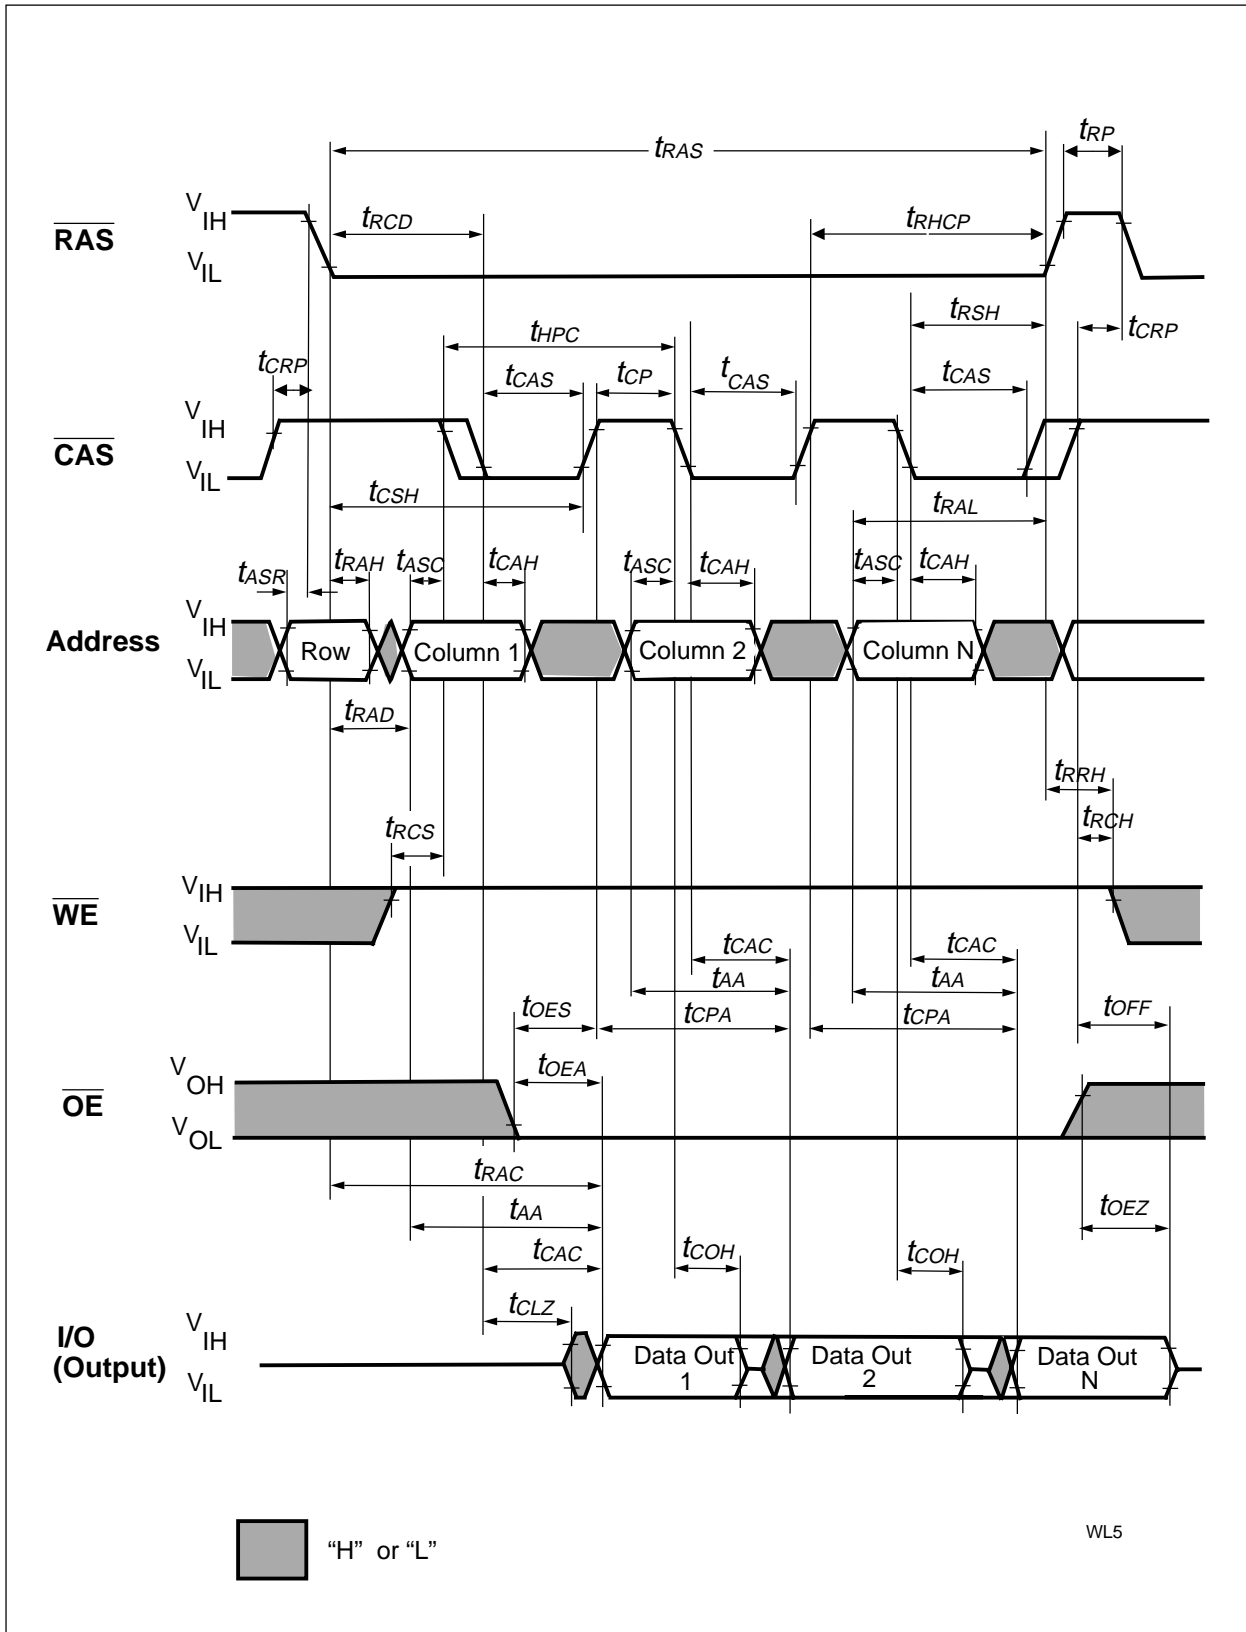 tRP
tRAS
VIH
RAS
VIL
tRCD
tRHCP
tRSH
tCRP
tHPC
tCRP
tCAS
tCP
tCAS
tCAS
VIH
CAS
VIL
tCSH
tRAL
tASR
tRAH
tASC
tCAH
tASC
tCAH
tASC
tCAH
VIH
Address
VIL
Row
Column 1
Column 2
Column N
tRAD
tRRH
tRCS
tRCH
VIH
WE
VIL
tCAC
tCAC
tAA
tAA
tOES
tCPA
tCPA
tOFF
tOEA
VOH
OE
VOL
tRAC
tAA
tOEZ
tCAC
tCOH
tCOH
tCLZ
VIH
I/O
(Output)
VIL
Data Out
1
Data Out
2
Data Out
N
“H” or “L”
WL5